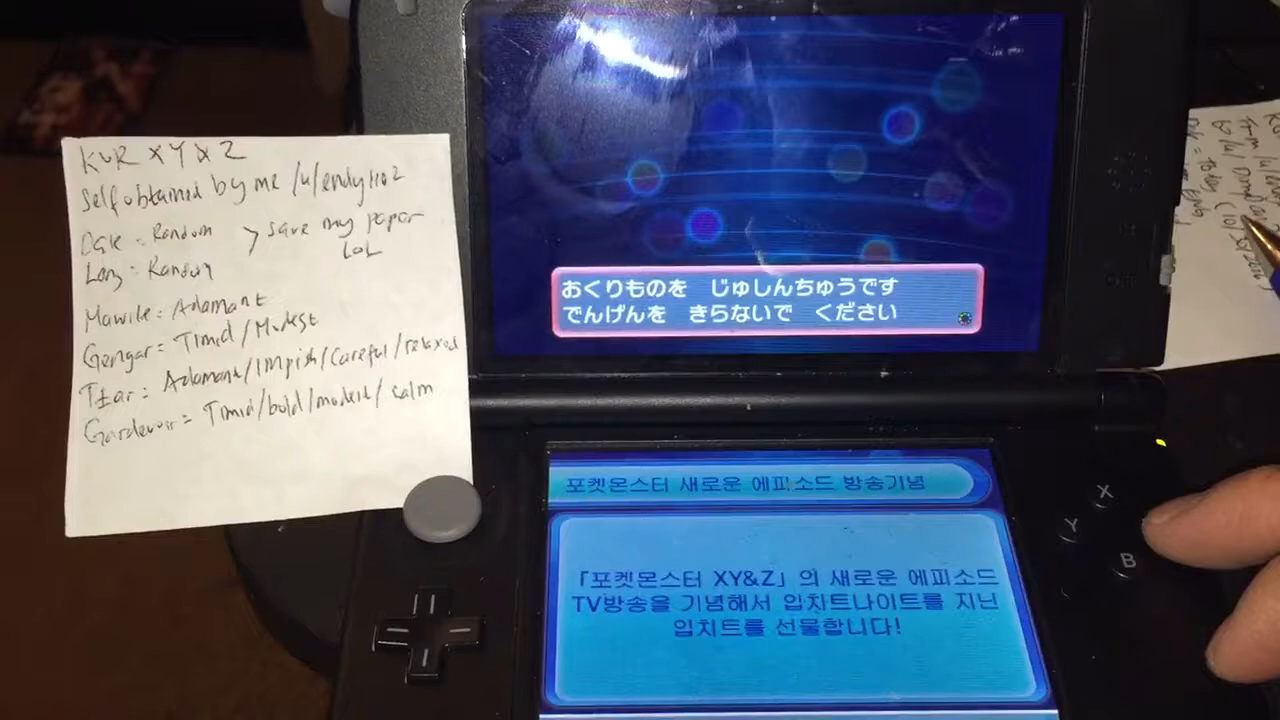 KOR XYXZ
Self obtained by me /u/endy1102
Date = Random > save my paper
LoL
Lang = Random
Mawile = Adamant
Gengar = Timid/Modest
Ttar = Adamant/Impish/Careful/relaxed
Gardevoir = Timid/bold/modest/calm
おくりものを じゅしんちゅうです
でんげんを きらないで ください
포켓몬스터 새로운 에피소드 방송기념
「포켓몬스터 XY&Z」의 새로운 에피소드
TV방송을 기념해서 입치트나이트를 지닌
입치트를 선물합니다!
X
Y
B